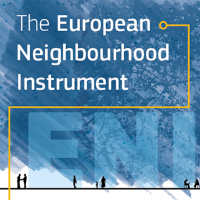 The European
Neighbourhood
Instrument
ENI